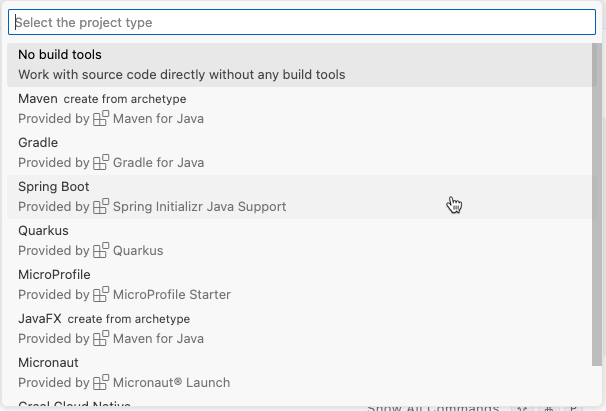 Select the project type
No build tools
Work with source code directly without any build tools
Maven create from archetype
Provided by Maven for Java
Gradle
Provided by Gradle for Java
Spring Boot
Provided by Spring Initializr Java Support
Quarkus
Provided by Quarkus
MicroProfile
Provided by MicroProfile Starter
JavaFX create from archetype
Provided by Maven for Java
Micronaut
Provided by Micronaut® Launch
Graal Cloud Native
Show All Commands